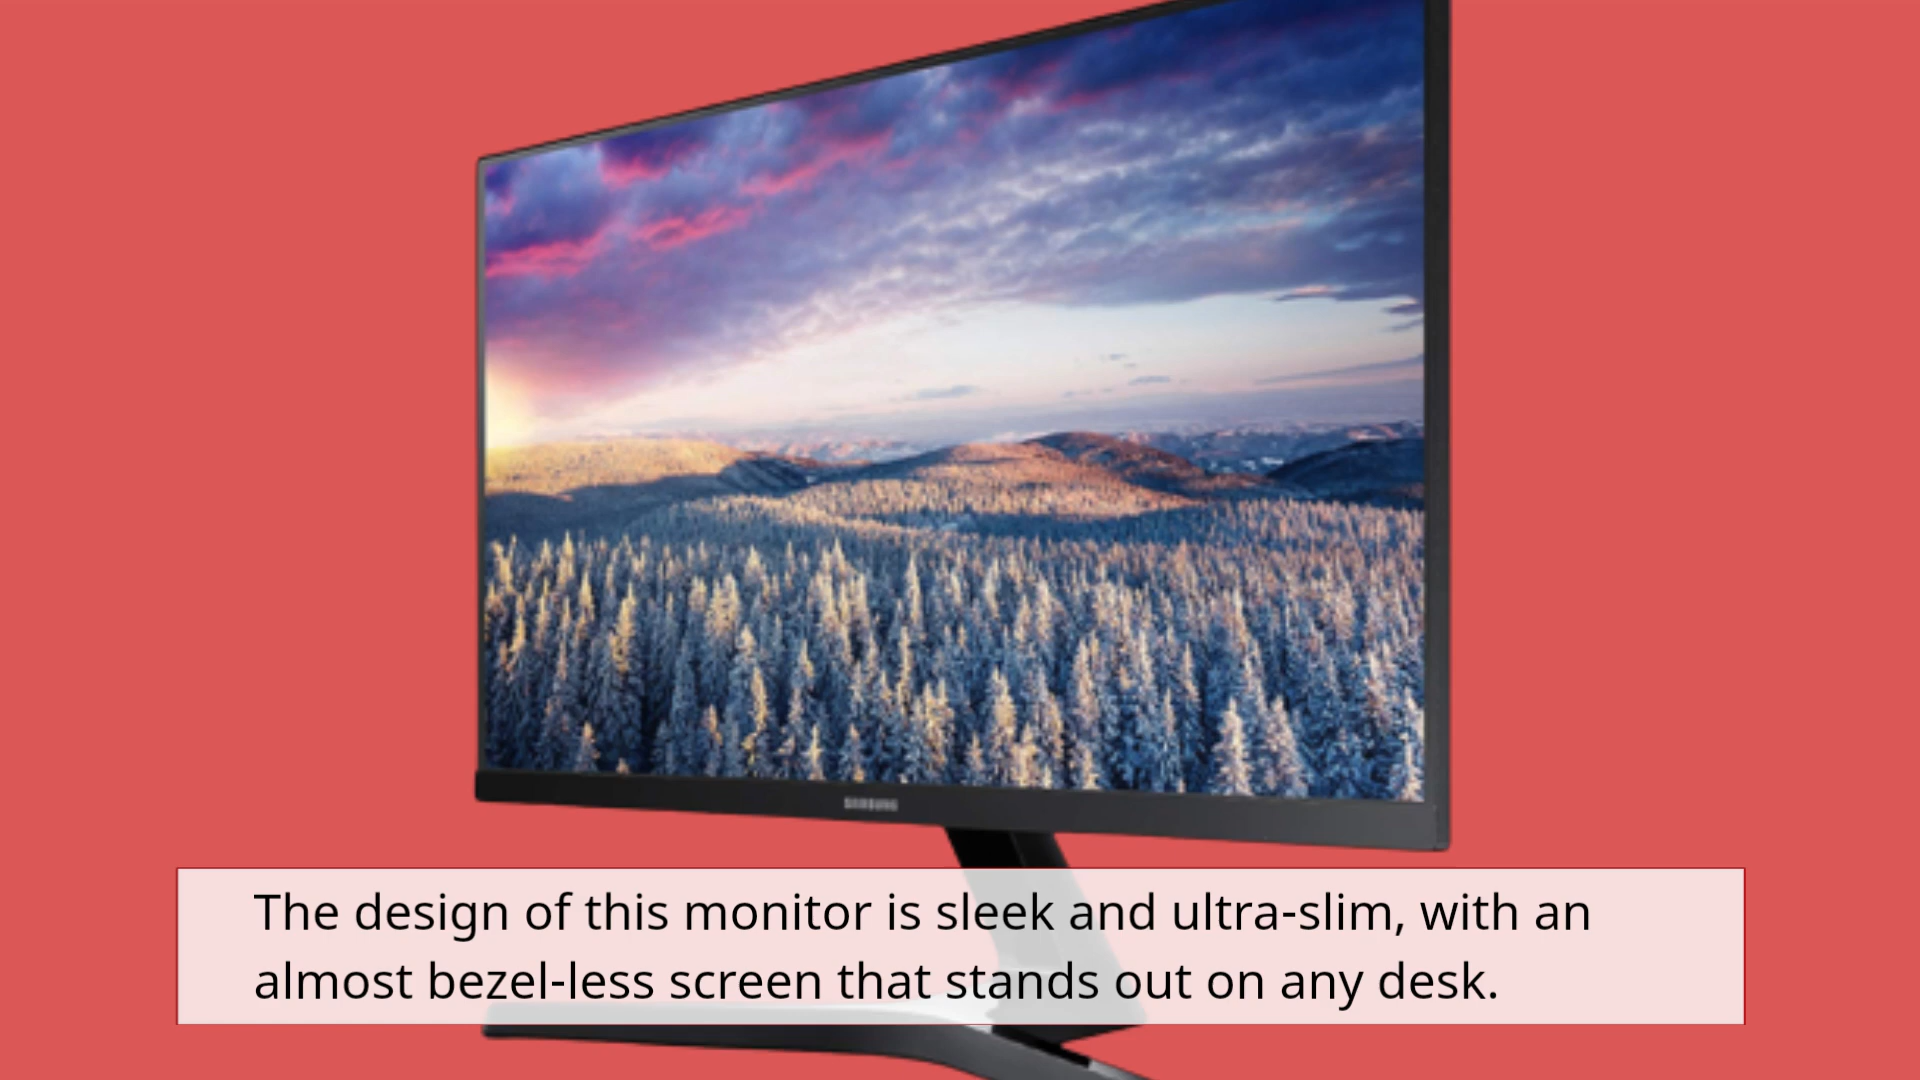 SAMSUNG
The design of this monitor is sleek and ultra-slim, with an
almost bezel-less screen that stands out on any desk.